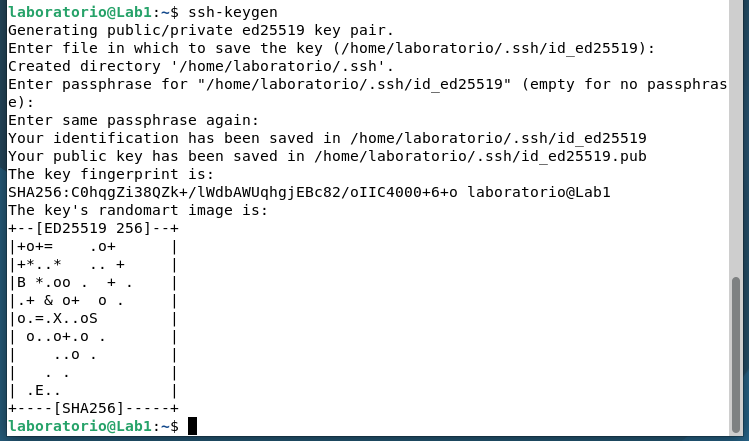 laboratorio@Lab1:~$ ssh-keygen
Generating public/private ed25519 key pair.
Enter file in which to save the key (/home/laboratorio/.ssh/id_ed25519):
Created directory '/home/laboratorio/.ssh'.
Enter passphrase for "/home/laboratorio/.ssh/id_ed25519" (empty for no passphras
e):
Enter same passphrase again:
Your identification has been saved in /home/laboratorio/.ssh/id_ed25519
Your public key has been saved in /home/laboratorio/.ssh/id_ed25519.pub
The key fingerprint is:
SHA256:C0hqgZi38QZk+/lWdbAWUqhgjEBc82/oIIC4000+6+o laboratorio@Lab1
The key's randomart image is:
+--[ED25519 256]--+
|+o+=    .o+      |
|+*..*   .. +     |
|B *.oo .  + .    |
|.+ & o+  o .     |
|o.=.X..oS        |
| o..o+.o .       |
|    ..o .        |
|   . .           |
| .E..            |
+----[SHA256]-----+
laboratorio@Lab1:~$